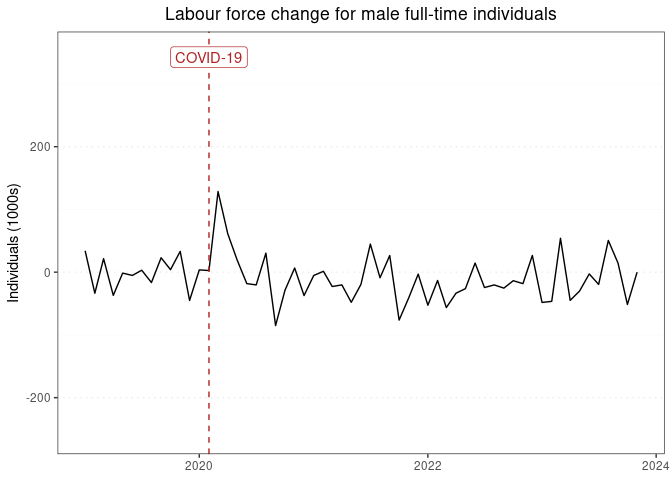 Labour force change for male full-time individuals
COVID-19
Individuals (1000s)
200
0
-200
2020
2022
2024